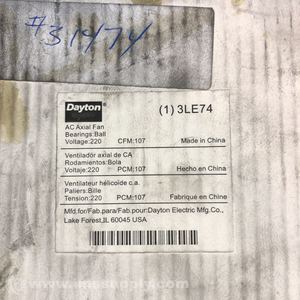 #31474
Dayton
(1) 3LE74
AC Axial Fan
Bearings:Ball
Voltage:220 CFM:107 Made in China
Ventilador axial de CA
Rodamientos:Bola
Voltaje:220 PCM:107 Hecho en China
Ventilateur hélicoïde c.a.
Paliers:Bille
Tension:220 PCM:107 Fabrique en Chine
Mfd.for/Fab.para/Fab.pour:Dayton Electric Mfg.Co.,
Lake Forest,IL 60045 USA